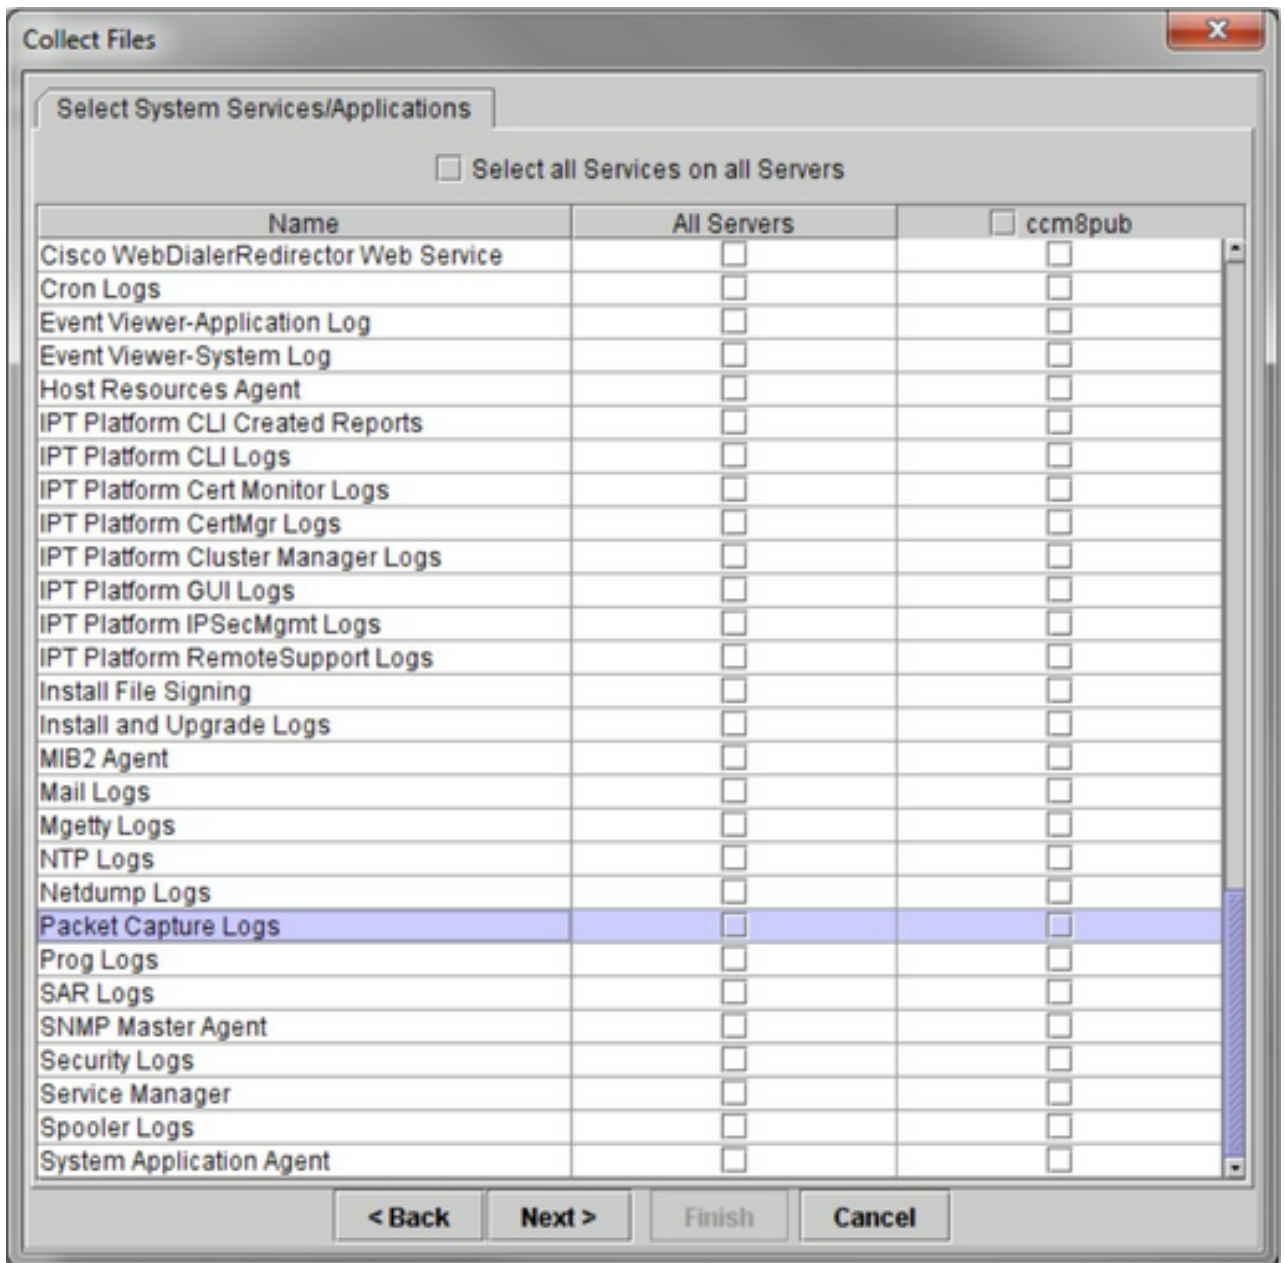 Collect Files
Select System Services/Applications
Select all Services on all Servers
Name All Servers ccm8pub
Cisco WebDialerRedirector Web Service
Cron Logs
Event Viewer-Application Log
Event Viewer-System Log
Host Resources Agent
IPT Platform CLI Created Reports
IPT Platform CLI Logs
IPT Platform Cert Monitor Logs
IPT Platform CertMgr Logs
IPT Platform Cluster Manager Logs
IPT Platform GUI Logs
IPT Platform IPSecMgmt Logs
IPT Platform RemoteSupport Logs
Install File Signing
Install and Upgrade Logs
MIB2 Agent
Mail Logs
Mgetty Logs
NTP Logs
Netdump Logs
Packet Capture Logs
Prog Logs
SAR Logs
SNMP Master Agent
Security Logs
Service Manager
Spooler Logs
System Application Agent
< Back Next > Finish Cancel